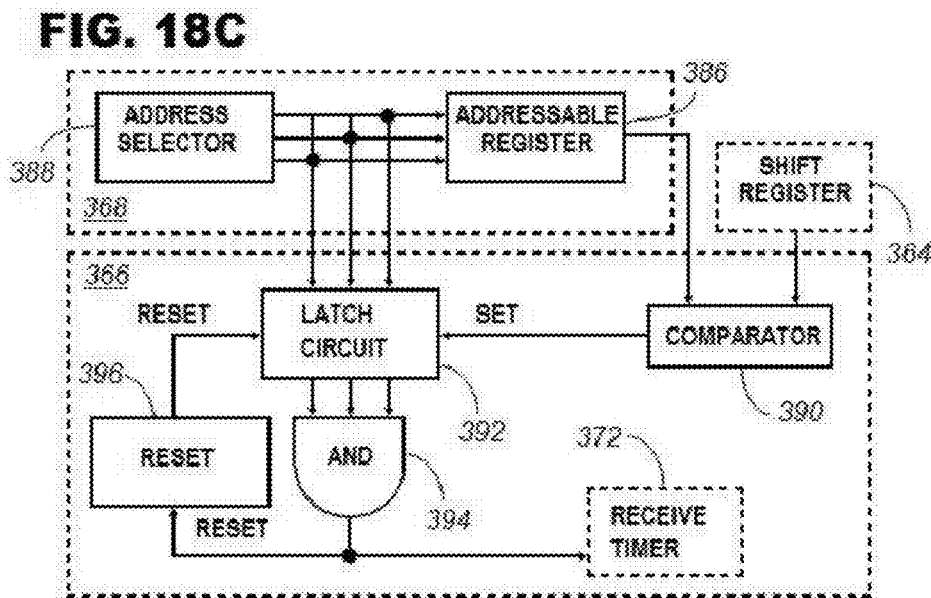 FIG. 18C
386
ADDRESS
SELECTOR
ADDRESSABLE
REGISTER
388
368
SHIFT
REGISTER
364
366
RESET
LATCH
CIRCUIT
SET
COMPARATOR
396
392
390
RESET
AND
372
394
RESET
RECEIVE
TIMER